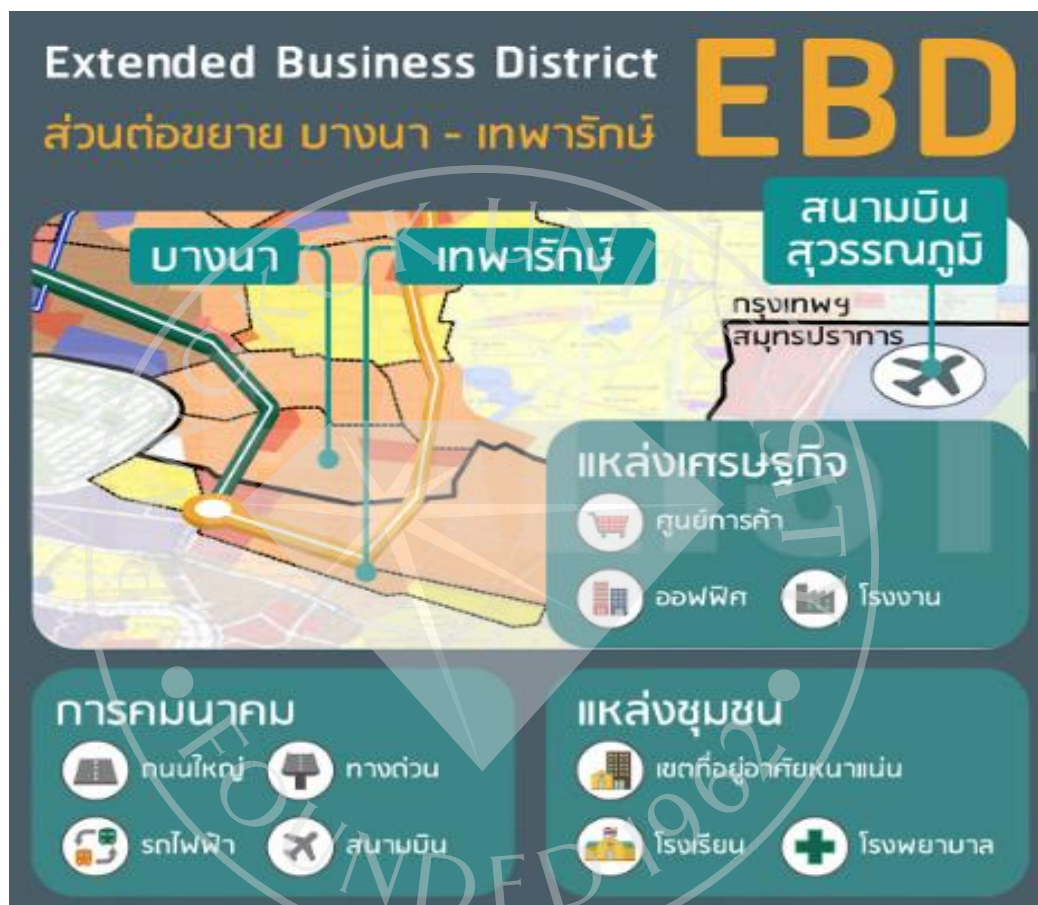 Extended Business District EBD
ส่วนต่อขยาย บางนา - เทพารักษ์
สนามบิน
สุวรรณภูมิ
บางนา
เทพารักษ์
กรุงเทพฯ
สมุทรปราการ
แหล่งเศรษฐกิจ
ศูนย์การค้า
ออฟฟิศ
โรงงาน
การคมนาคม
ถนนใหญ่
ทางด่วน
รถไฟฟ้า
สนามบิน
แหล่งชุมชน
เขตที่อยู่อาศัยหนาแน่น
โรงเรียน
โรงพยาบาล
FOUNDED 1962